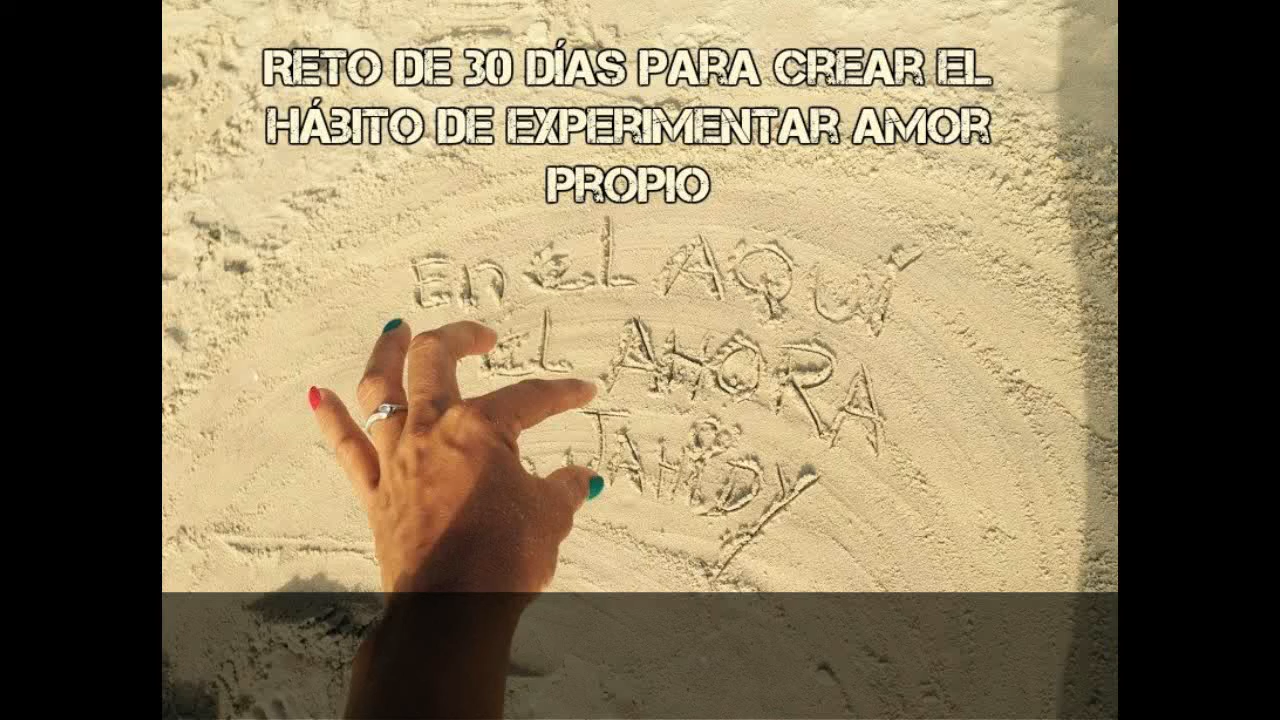 RETO DE 30 DÍAS PARA CREAR EL
HÁBITO DE EXPERIMENTAR AMOR
PROPIO
En EL AQUÍ
EL AHORA